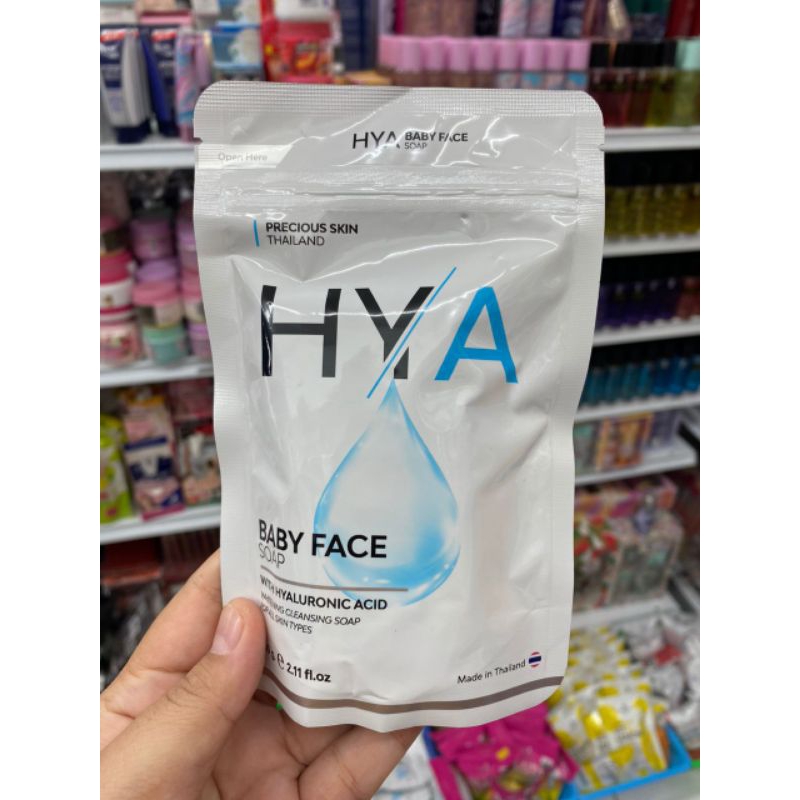 HYA BABY FACE
SOAP
Open Here
PRECIOUS SKIN
THAILAND
HYA
BABY FACE
SOAP
WITH HYALURONIC ACID
CLEANSING SOAP
SKIN TYPES
2.11 fl.oz
Made in Thailand